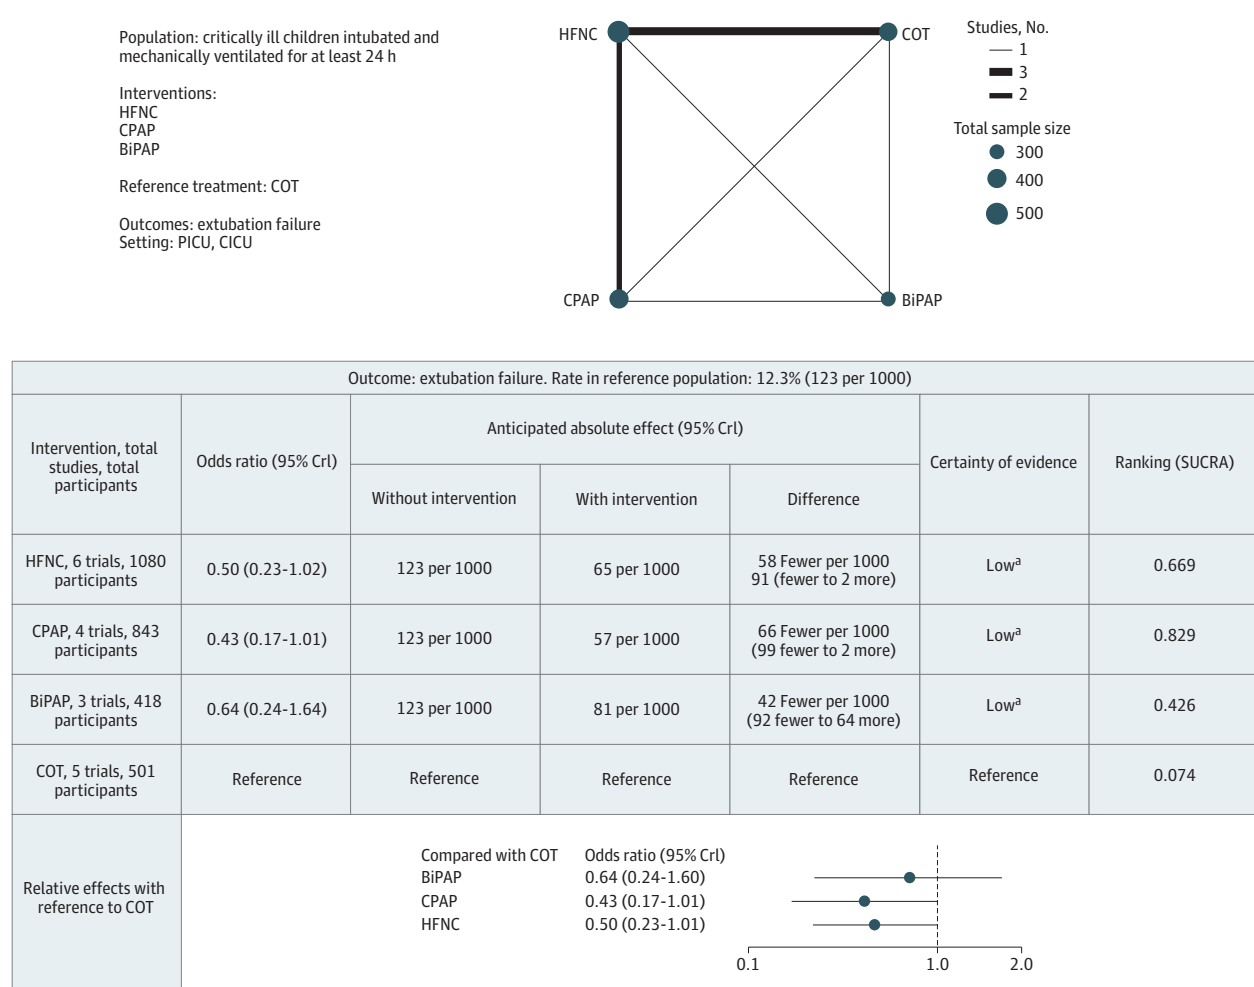 Population: critically ill children intubated and
mechanically ventilated for at least 24 h
Interventions:
HFNC
CPAP
BiPAP
Reference treatment: COT
Outcomes: extubation failure
Setting: PICU, CICU
HFNC
COT
CPAP
BiPAP
Studies, No.
1
3
2
Total sample size
300
400
500
Outcome: extubation failure. Rate in reference population: 12.3% (123 per 1000)
Intervention, total
studies, total
participants
Odds ratio (95% Crl)
Anticipated absolute effect (95% Crl)
Without intervention
With intervention
Difference
Certainty of evidence
Ranking (SUCRA)
HFNC, 6 trials, 1080
participants
0.50 (0.23-1.02)
123 per 1000
65 per 1000
58 Fewer per 1000
91 (fewer to 2 more)
Lowa
0.669
CPAP, 4 trials, 843
participants
0.43 (0.17-1.01)
123 per 1000
57 per 1000
66 Fewer per 1000
(99 fewer to 2 more)
Lowa
0.829
BiPAP, 3 trials, 418
participants
0.64 (0.24-1.64)
123 per 1000
81 per 1000
42 Fewer per 1000
(92 fewer to 64 more)
Lowa
0.426
COT, 5 trials, 501
participants
Reference
Reference
Reference
Reference
Reference
0.074
Relative effects with
reference to COT
Compared with COT Odds ratio (95% Crl)
BiPAP 0.64 (0.24-1.60)
CPAP 0.43 (0.17-1.01)
HFNC 0.50 (0.23-1.01)
0.1 1.0 2.0